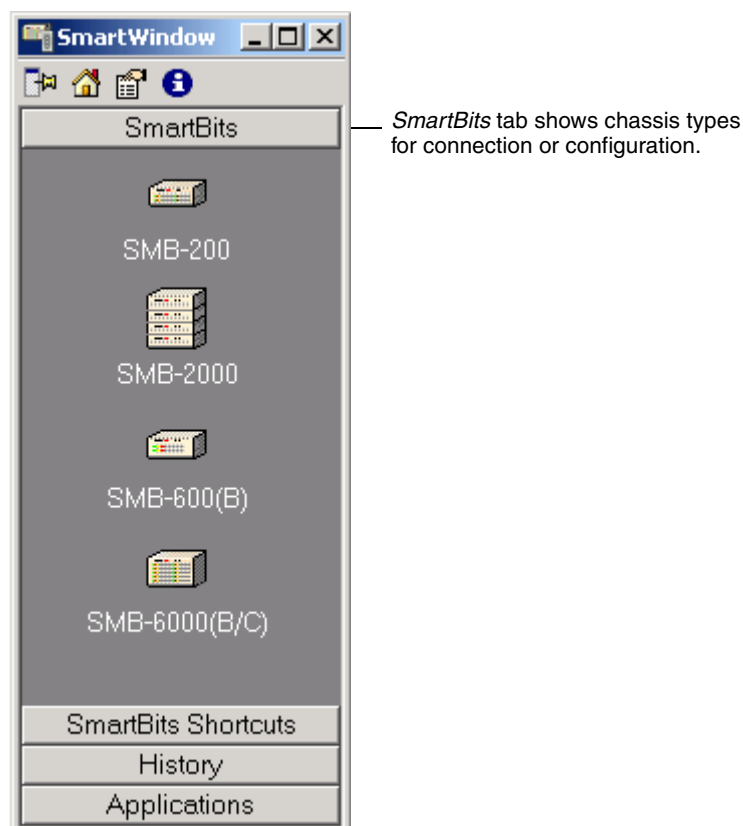 SmartWindow
SmartBits
SmartBits tab shows chassis types
for connection or configuration.
SMB-200
SMB-2000
SMB-600(B)
SMB-6000(B/C)
SmartBits Shortcuts
History
Applications